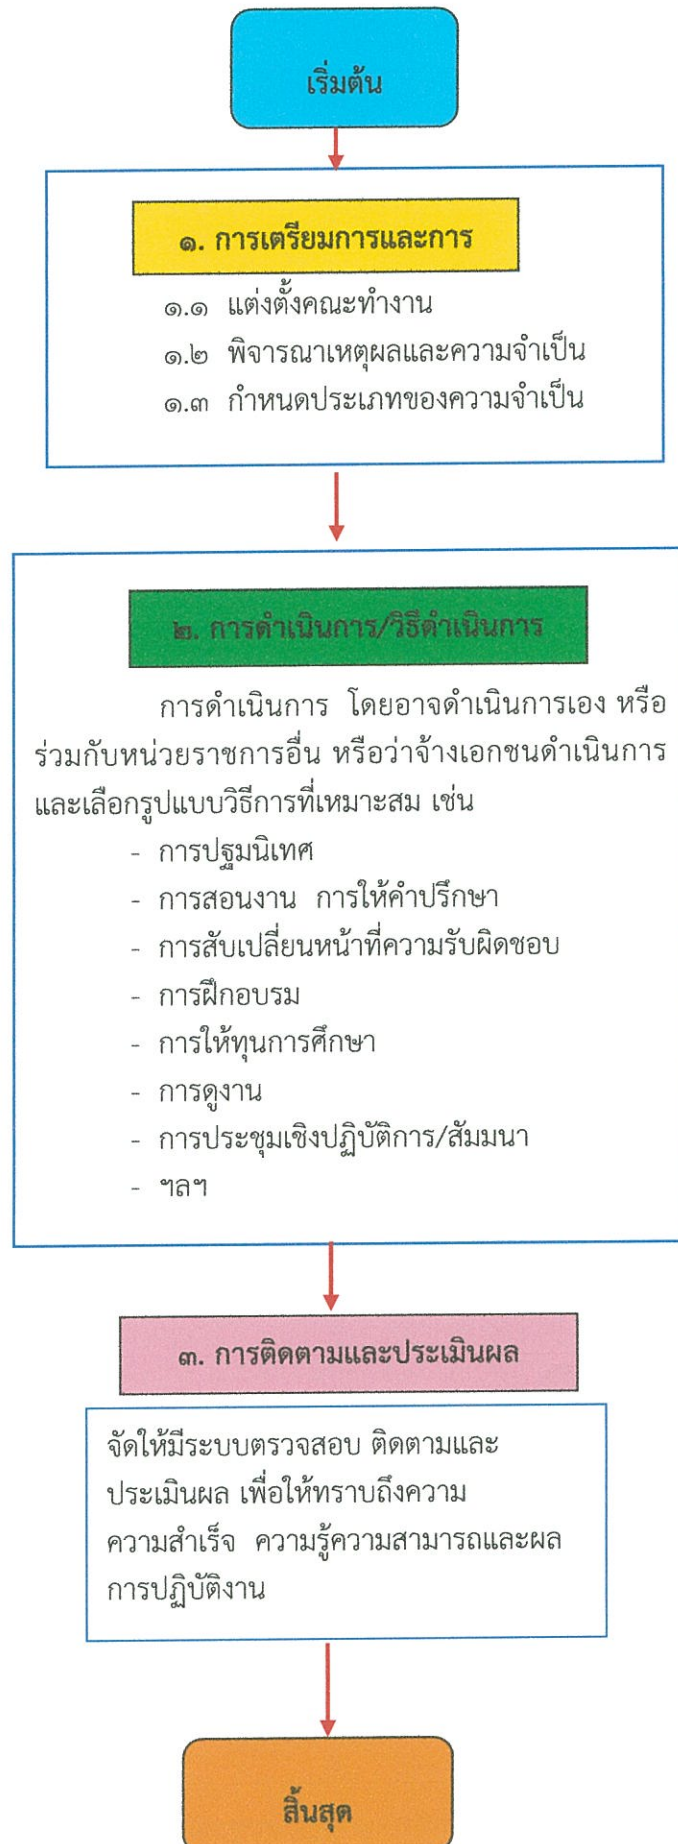 เริ่มต้น
๑. การเตรียมการและการ
๑.๑ แต่งตั้งคณะทำงาน
๑.๒ พิจารณาเหตุผลและความจำเป็น
๑.๓ กำหนดประเภทของความจำเป็น
๒. การดำเนินการ/วิธีดำเนินการ
การดำเนินการ โดยอาจดำเนินการเอง หรือ
ร่วมกับหน่วยราชการอื่น หรือว่าจ้างเอกชนดำเนินการ
และเลือกรูปแบบวิธีการที่เหมาะสม เช่น
- การปฐมนิเทศ
- การสอนงาน การให้คำปรึกษา
- การสับเปลี่ยนหน้าที่ความรับผิดชอบ
- การฝึกอบรม
- การให้ทุนการศึกษา
- การดูงาน
- การประชุมเชิงปฏิบัติการ/สัมมนา
- ฯลฯ
๓. การติดตามและประเมินผล
จัดให้มีระบบตรวจสอบ ติดตามและ
ประเมินผล เพื่อให้ทราบถึงความ
ความสำเร็จ ความรู้ความสามารถและผล
การปฏิบัติงาน
สิ้นสุด